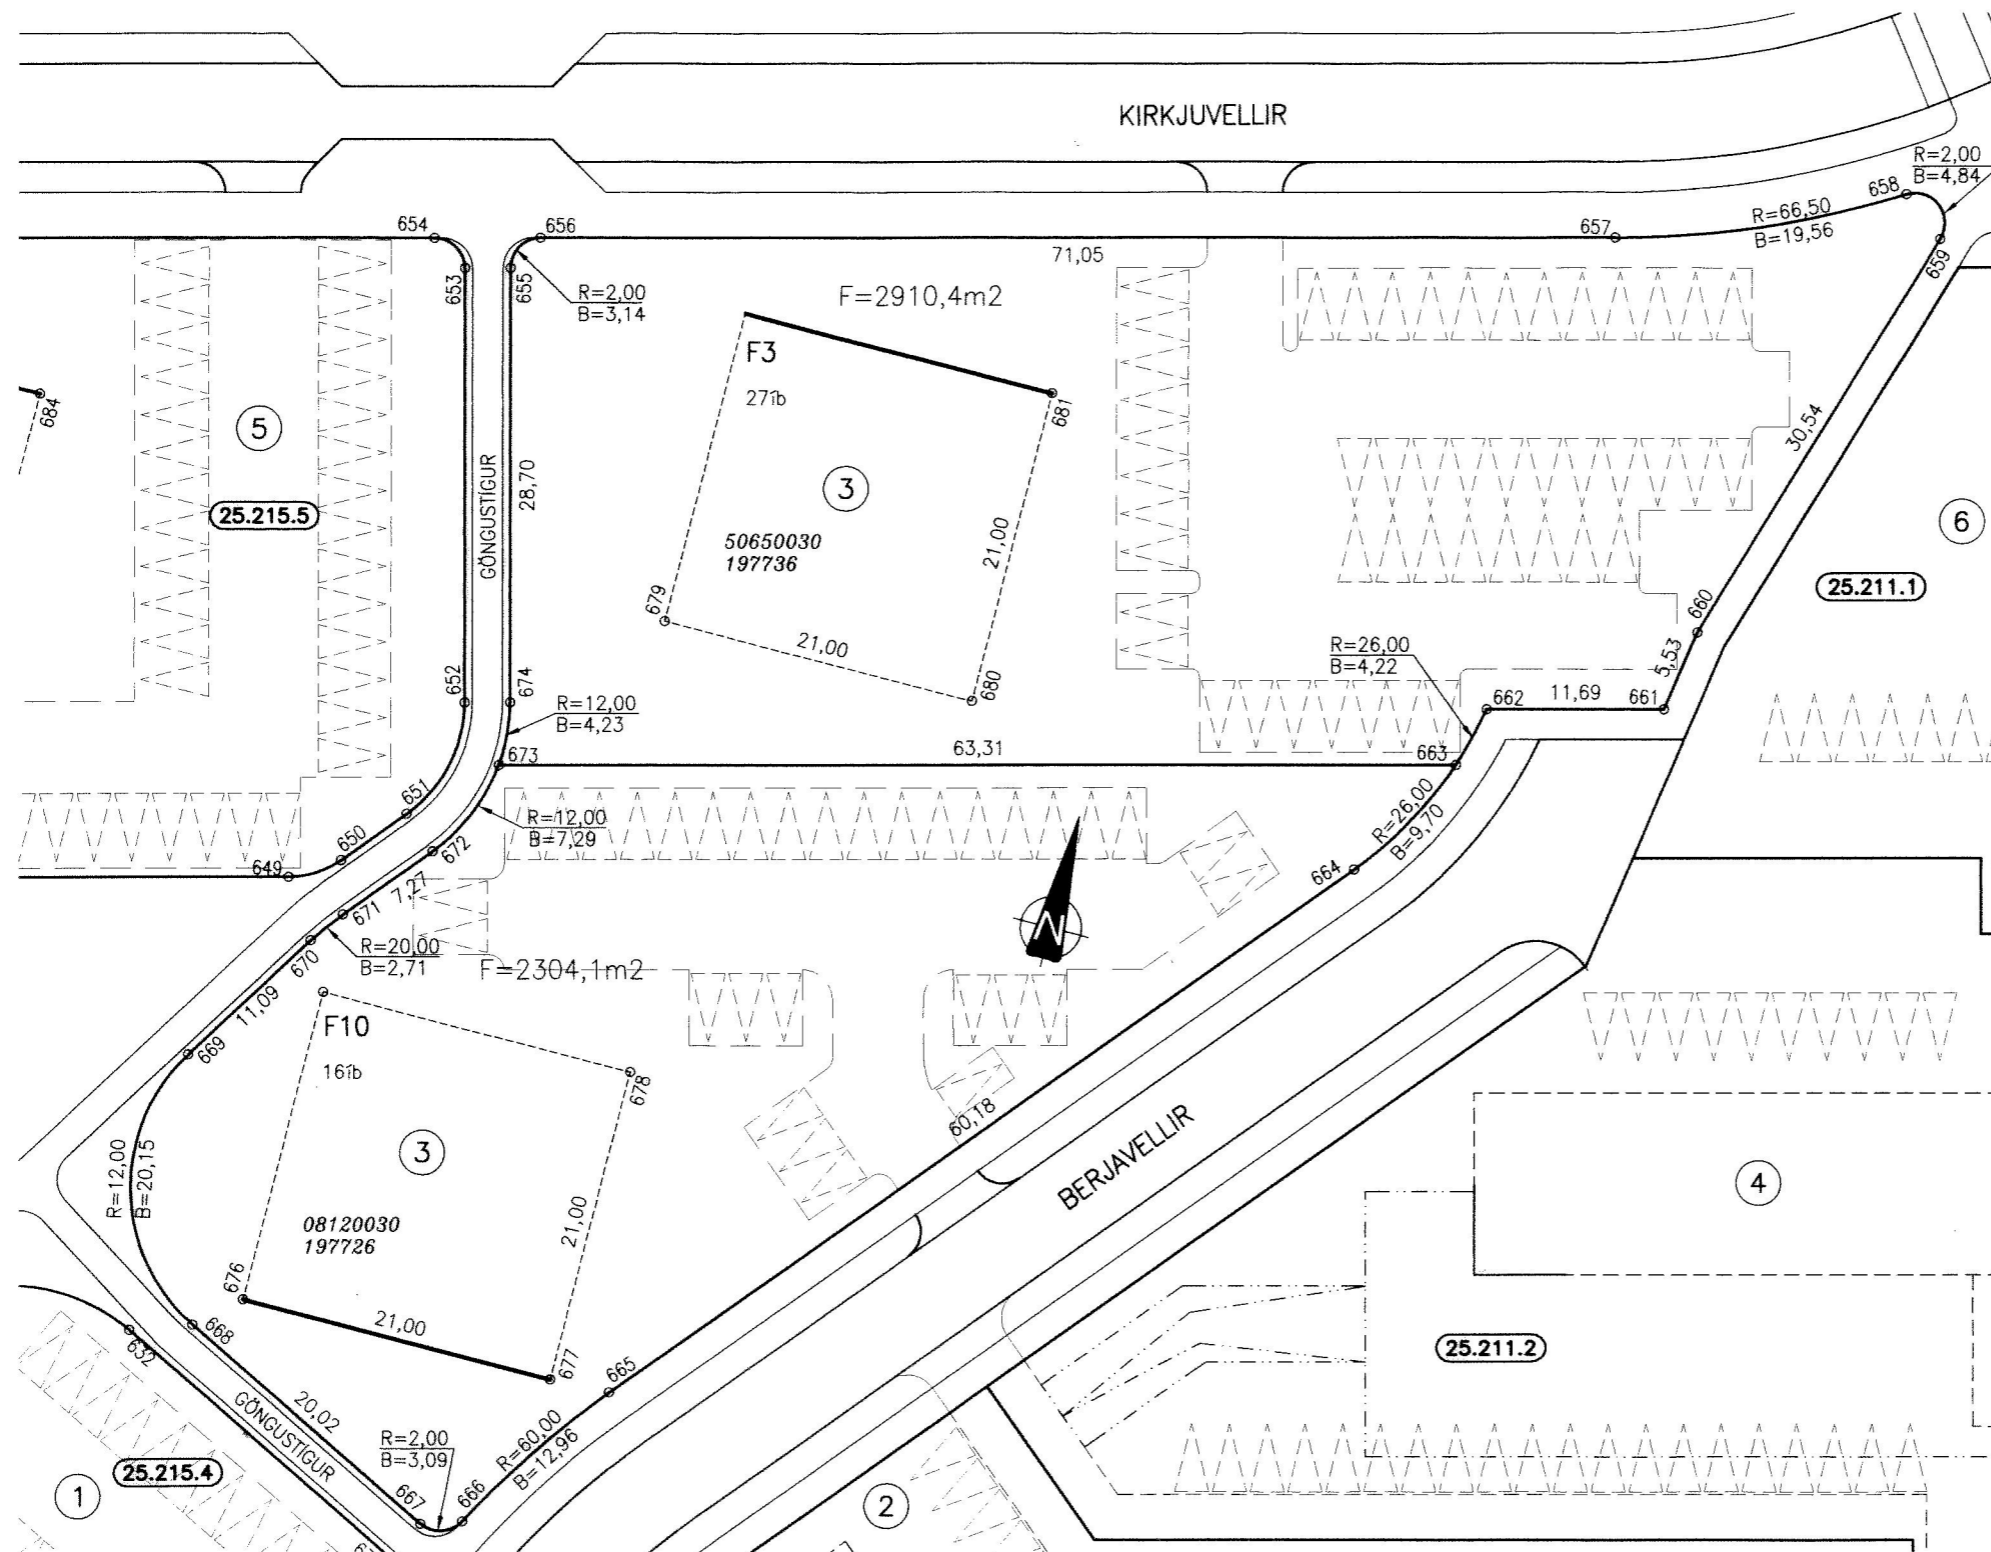 KIRKJUVELLIR
R=2,00
B=4,84
658
R=66,50
B=19,56
654
656
657
71,05
659
653
655
R=2,00
B=3,14
F=2910,4m2
F3
27íb
684
681
5
30,54
GÖNGUSTÍGUR
28,70
3
25.215.5
6
50650030
197736
21,00
25.211.1
679
660
21,00
R=26,00
B=4,22
5,53
652
674
680
662
11,69
661
R=12,00
B=4,23
673
63,31
663
651
R=12,00
B=7,29
R=26,00
B=9,70
650
672
649
664
7,27
671
N
R=20,00
B=2,71
670
F=2304,1m2
11,09
F10
669
16íb
678
60,18
BERJAVELLIR
R=12,00
B=20,15
3
4
08120030
197726
21,00
676
21,00
668
632
677
665
25.211.2
20,02
GÖNGUSTÍGUR
R=60,00
B=12,96
R=2,00
B=3,09
25.215.4
1
667
666
2